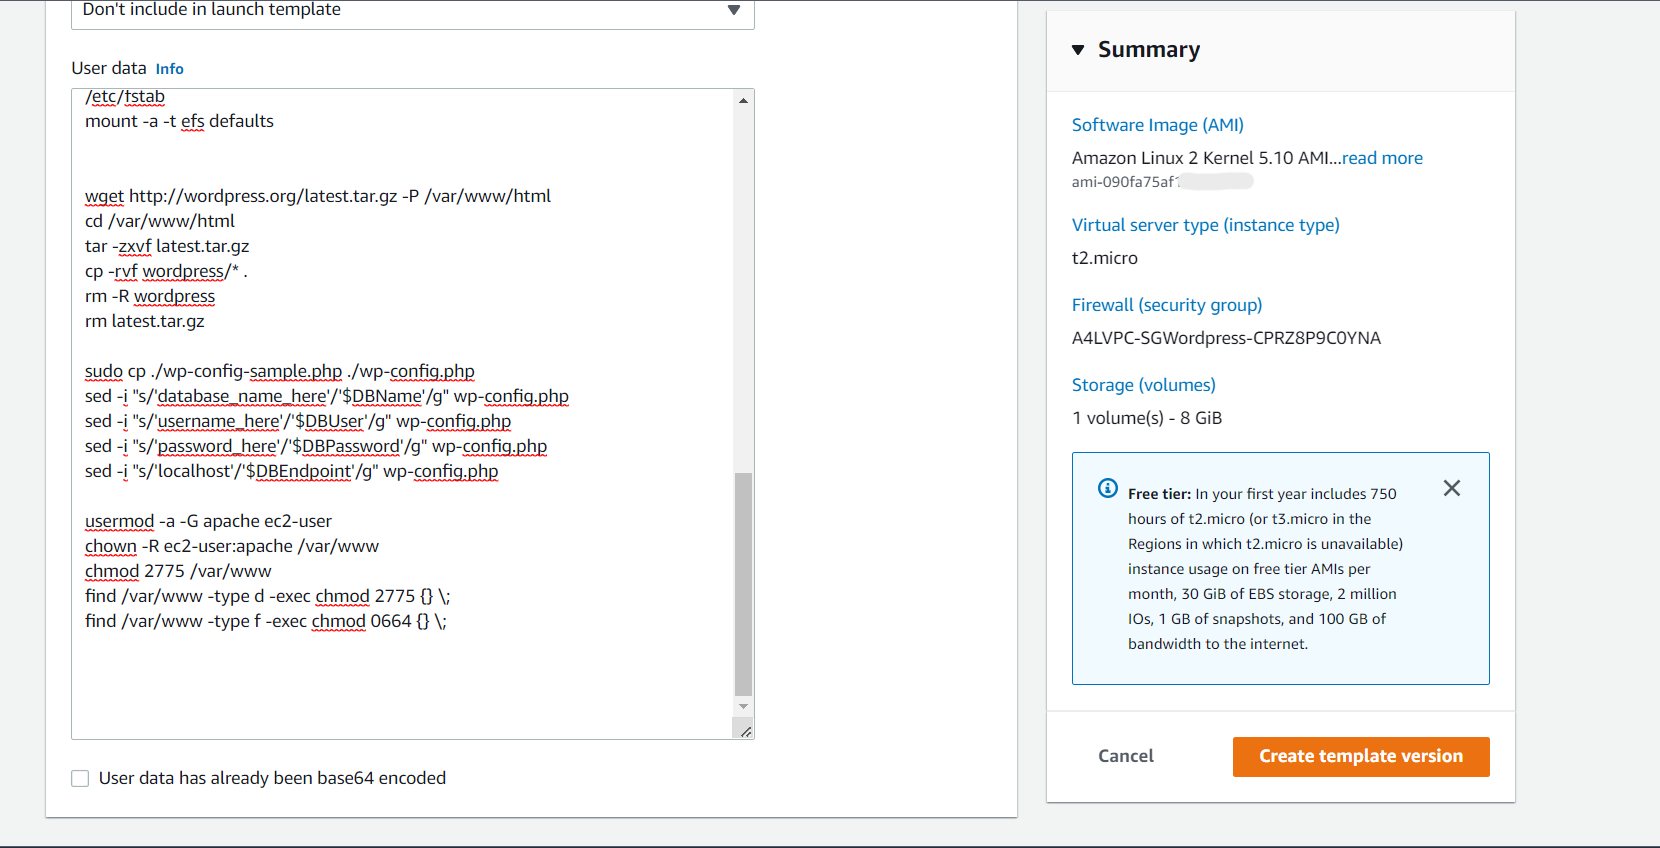 Don't include in launch template
User data Info
/etc/fstab
mount -a -t efs defaults
wget http://wordpress.org/latest.tar.gz -P /var/www/html
cd /var/www/html
tar -zxvf latest.tar.gz
cp -rvf wordpress/* .
rm -R wordpress
rm latest.tar.gz
sudo cp ./wp-config-sample.php ./wp-config.php
sed -i "s/'database_name_here'/'$DBName'/g" wp-config.php
sed -i "s/'username_here'/'$DBUser'/g" wp-config.php
sed -i "s/'password_here'/'$DBPassword'/g" wp-config.php
sed -i "s/'localhost'/'$DBEndpoint'/g" wp-config.php
usermod -a -G apache ec2-user
chown -R ec2-user:apache /var/www
chmod 2775 /var/www
find /var/www -type d -exec chmod 2775 {} \;
find /var/www -type f -exec chmod 0664 {} \;
User data has already been base64 encoded
Summary
Software Image (AMI)
Amazon Linux 2 Kernel 5.10 AMI...read more
ami-090fa75af
Virtual server type (instance type)
t2.micro
Firewall (security group)
A4LVPC-SGWordpress-CPRZ8P9C0YNA
Storage (volumes)
1 volume(s) - 8 GiB
Free tier: In your first year includes 750
hours of t2.micro (or t3.micro in the
Regions in which t2.micro is unavailable)
instance usage on free tier AMIs per
month, 30 GiB of EBS storage, 2 million
IOs, 1 GB of snapshots, and 100 GB of
bandwidth to the internet.
Cancel
Create template version